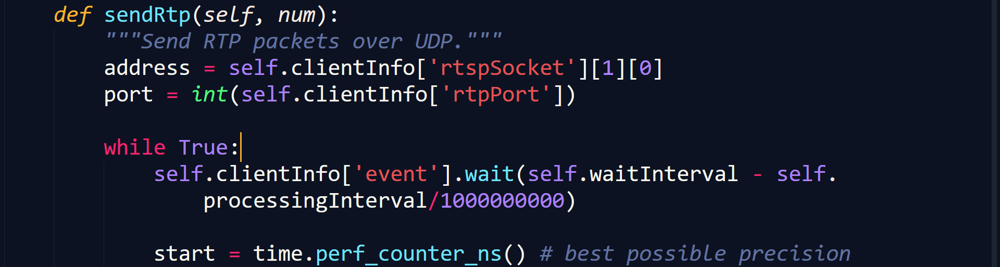 def sendRtp(self, num):
"""Send RTP packets over UDP."""
address = self.clientInfo['rtspSocket'][1][0]
port = int(self.clientInfo['rtpPort'])
while True:
self.clientInfo['event'].wait(self.waitInterval - self.
processingInterval/1000000000)
start = time.perf_counter_ns() # best possible precision